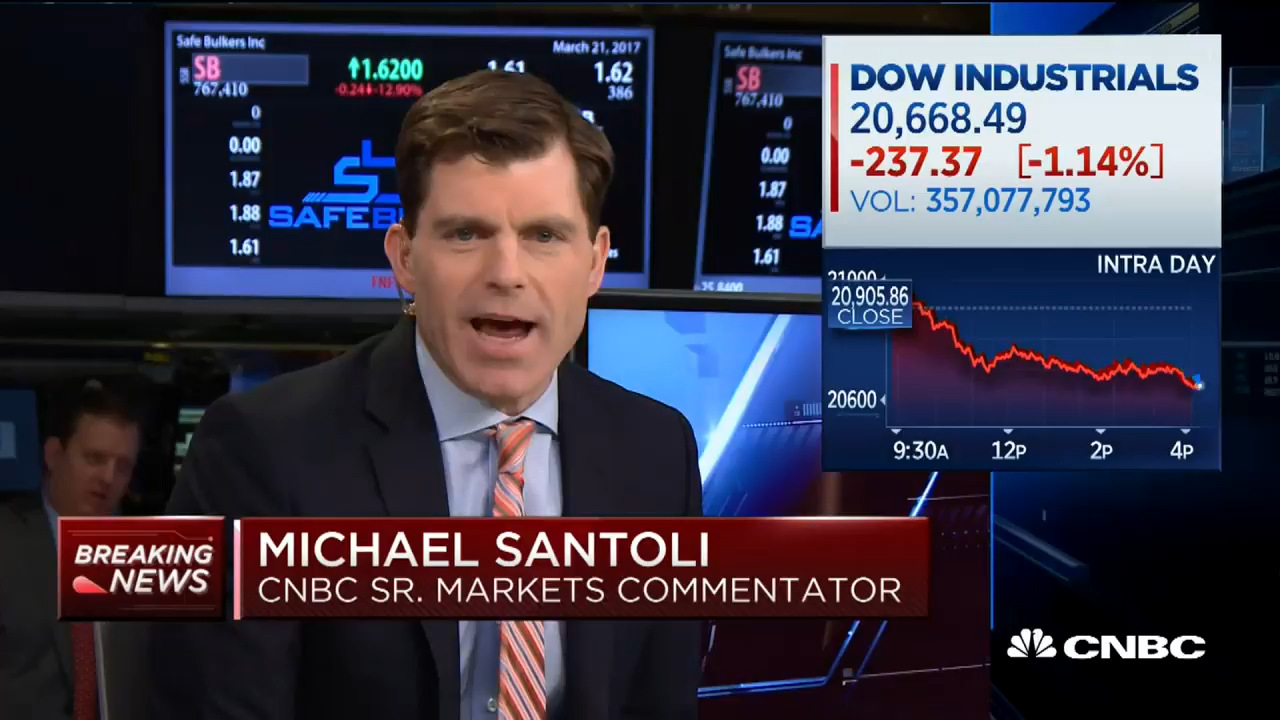 Safe Bulkers Inc
March 21, 2017
SB
767,410
↑1.6200
-0.24↓-12.90%
1.61
1.62
386
0
0.00
1.87
1.88
1.61
SAFEB
Safe Bulkers Inc
SB
767,410
0
0.00
1.87
1.88
1.61
DOW INDUSTRIALS
20,668.49
-237.37 [-1.14%]
VOL: 357,077,793
INTRA DAY
21000
20,905.86
CLOSE
20600
9:30A 12P 2P 4P
BREAKING
NEWS
MICHAEL SANTOLI
CNBC SR. MARKETS COMMENTATOR
CNBC